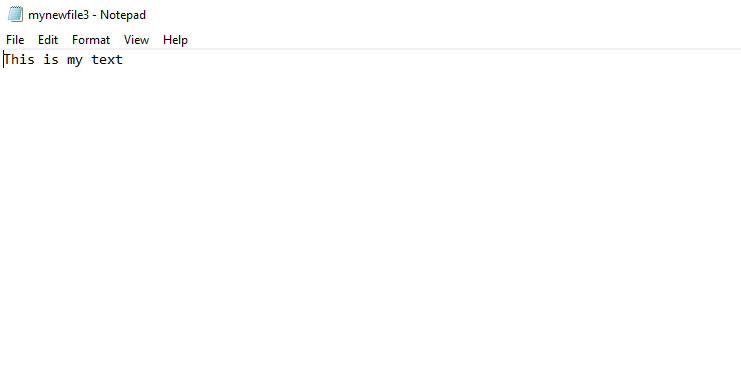 mynewfile3 - Notepad
File Edit Format View Help
This is my text